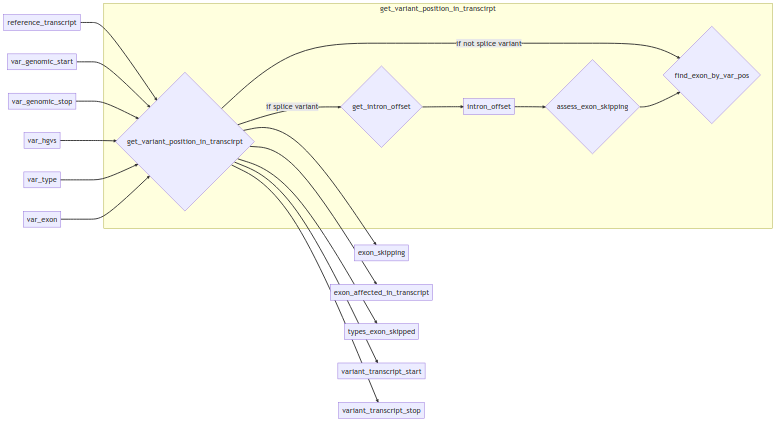 get_variant_position_in_transcirpt
reference_transcript
var_genomic_start
var_genomic_stop
var_hgvs
var_type
var_exon
get_variant_position_in_transcirpt
if not splice variant
if splice variant
get_intron_offset
intron_offset
assess_exon_skipping
find_exon_by_var_pos
exon_skipping
exon_affected_in_transcript
types_exon_skipped
variant_transcript_start
variant_transcript_stop